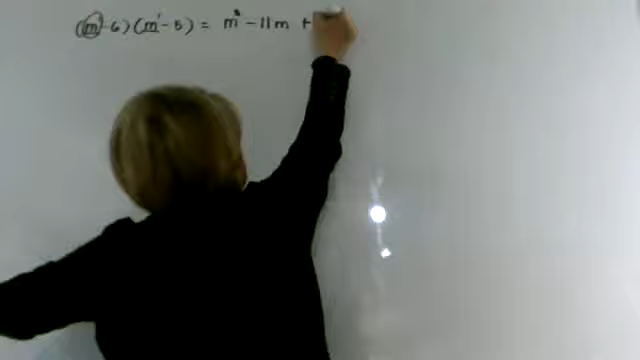 (m-6)(m'-5) = m² - 11m +